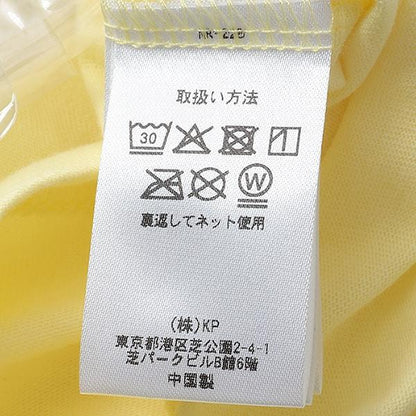 取扱い方法
30
W
裏返してネット使用
(株)KP
東京都港区芝公園2-4-1
芝パークビルB館6階
中国製